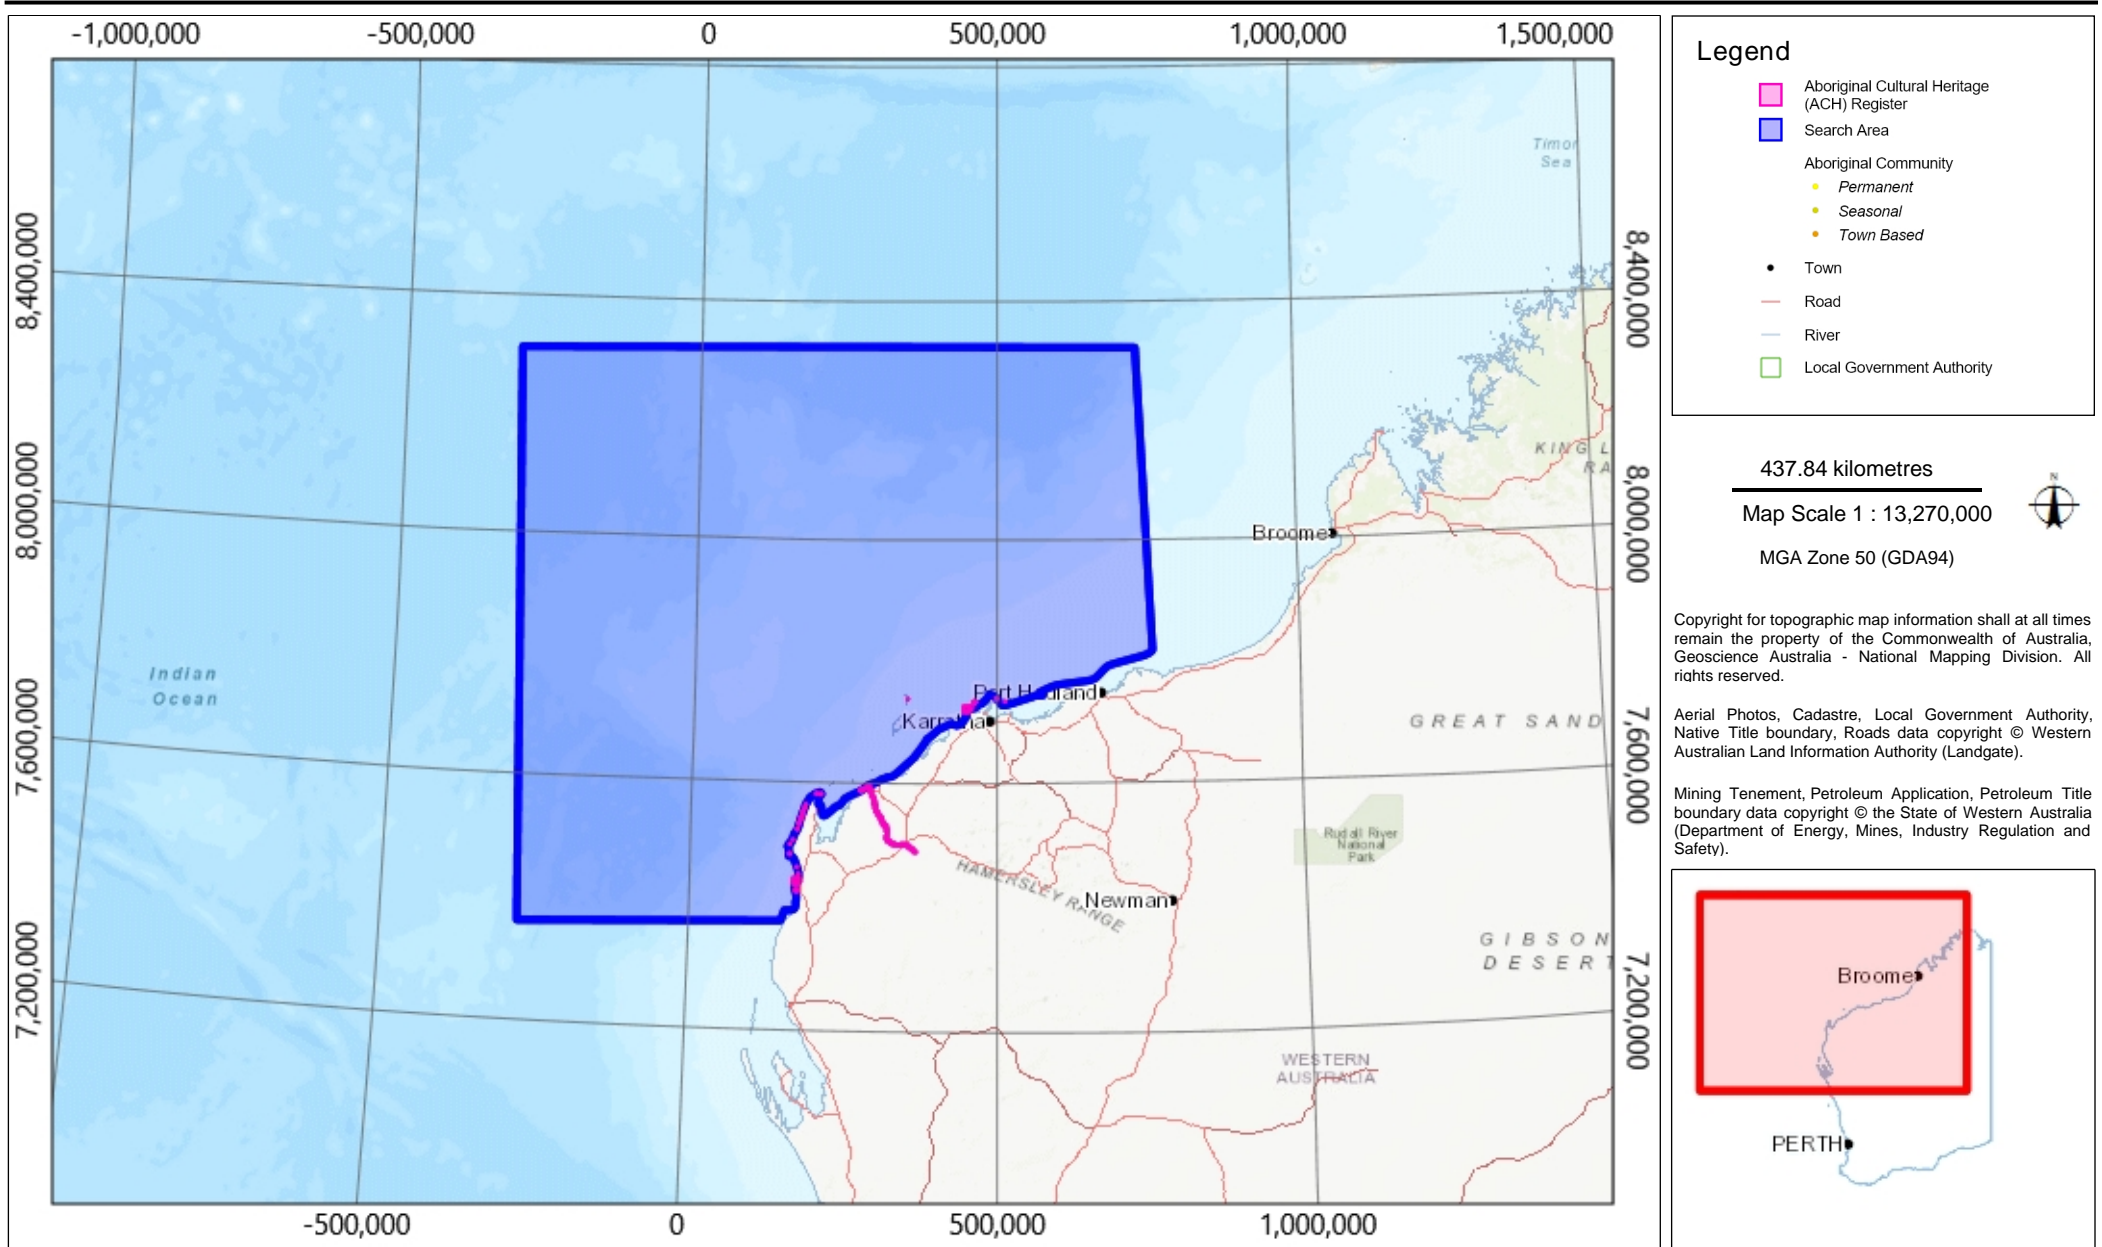 -1,000,000
-500,000
0
500,000
1,000,000
1,500,000
8,400,000
8,000,000
7,600,000
7,200,000
8,400,000
8,000,000
7,600,000
7,200,000
-500,000
0
500,000
1,000,000
Timor
Sea
KING L
RA
Broome
Indian
Ocean
Port Hedland
Karratha
GREAT SAND
Rudall River
National
Park
HAMERSLEY RANGE
Newman
GIBSON
DESERT
WESTERN
AUSTRALIA
Legend
Aboriginal Cultural Heritage
(ACH) Register
Search Area
Aboriginal Community
Permanent
Seasonal
Town Based
Town
Road
River
Local Government Authority
437.84 kilometres
Map Scale 1 : 13,270,000
MGA Zone 50 (GDA94)
N
Copyright for topographic map information shall at all times
remain the property of the Commonwealth of Australia,
Geoscience Australia - National Mapping Division. All
rights reserved.
Aerial Photos, Cadastre, Local Government Authority,
Native Title boundary, Roads data copyright © Western
Australian Land Information Authority (Landgate).
Mining Tenement, Petroleum Application, Petroleum Title
boundary data copyright © the State of Western Australia
(Department of Energy, Mines, Industry Regulation and
Safety).
Broome
PERTH